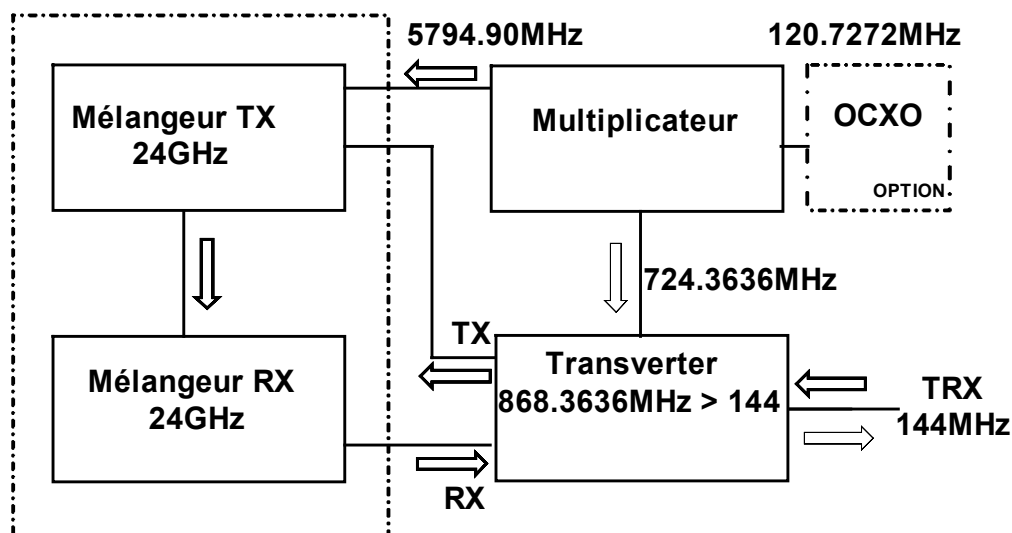 5794.90MHz
120.7272MHz
Mélangeur TX
24GHz
Multiplicateur
OCXO
OPTION
724.3636MHz
TX
Mélangeur RX
24GHz
Transverter
868.3636MHz > 144
TRX
144MHz
RX